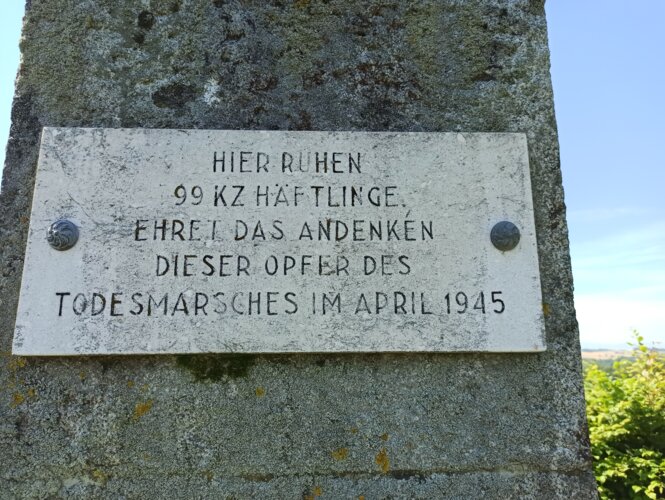 HIER RUHEN
99 KZ HÄFTLINGE.
EHRET DAS ANDENKEN
DIESER OPFER DES
TODESMARSCHES IM APRIL 1945